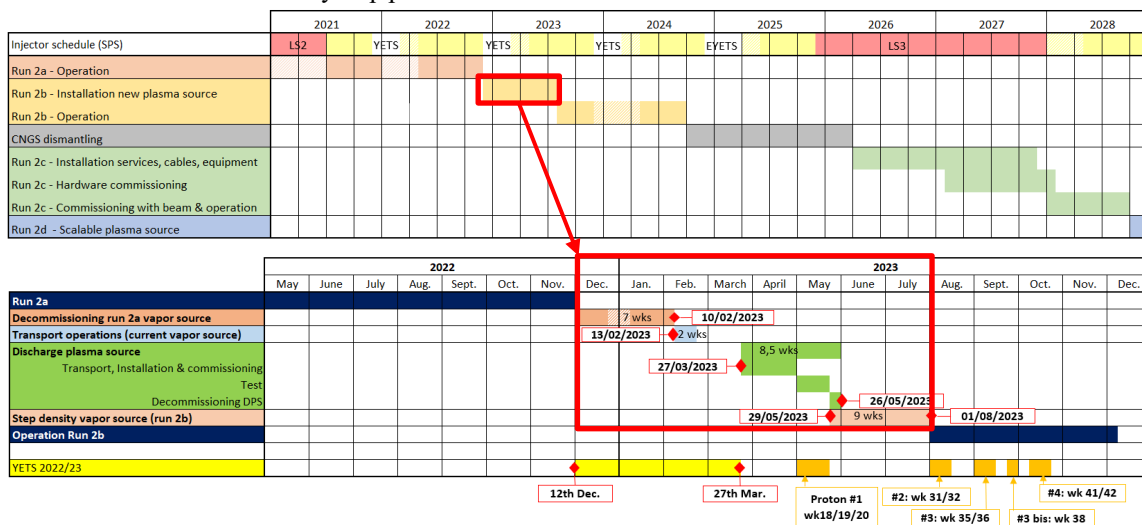 2021 2022 2023 2024 2025 2026 2027 2028
Injector schedule (SPS) LS2 YETS YETS YETS EYETS LS3
Run 2a - Operation
Run 2b - Installation new plasma source
Run 2b - Operation
CNGS dismantling
Run 2c - Installation services, cables, equipment
Run 2c - Hardware commissioning
Run 2c - Commissioning with beam & operation
Run 2d - Scalable plasma source
2022 2023
May June July Aug. Sept. Oct. Nov. Dec. Jan. Feb. March April May June July Aug. Sept. Oct. Nov. Dec.
Run 2a
Decommissioning run 2a vapor source 7 wks 10/02/2023
Transport operations (current vapor source) 13/02/2023 2 wks
Discharge plasma source 8,5 wks
Transport, Installation & commissioning 27/03/2023
Test
Decommissioning DPS 26/05/2023
Step density vapor source (run 2b) 29/05/2023 9 wks 01/08/2023
Operation Run 2b
YETS 2022/23
12th Dec. 27th Mar. Proton #1 #2: wk 31/32 #4: wk 41/42
wk18/19/20 #3: wk 35/36 #3 bis: wk 38